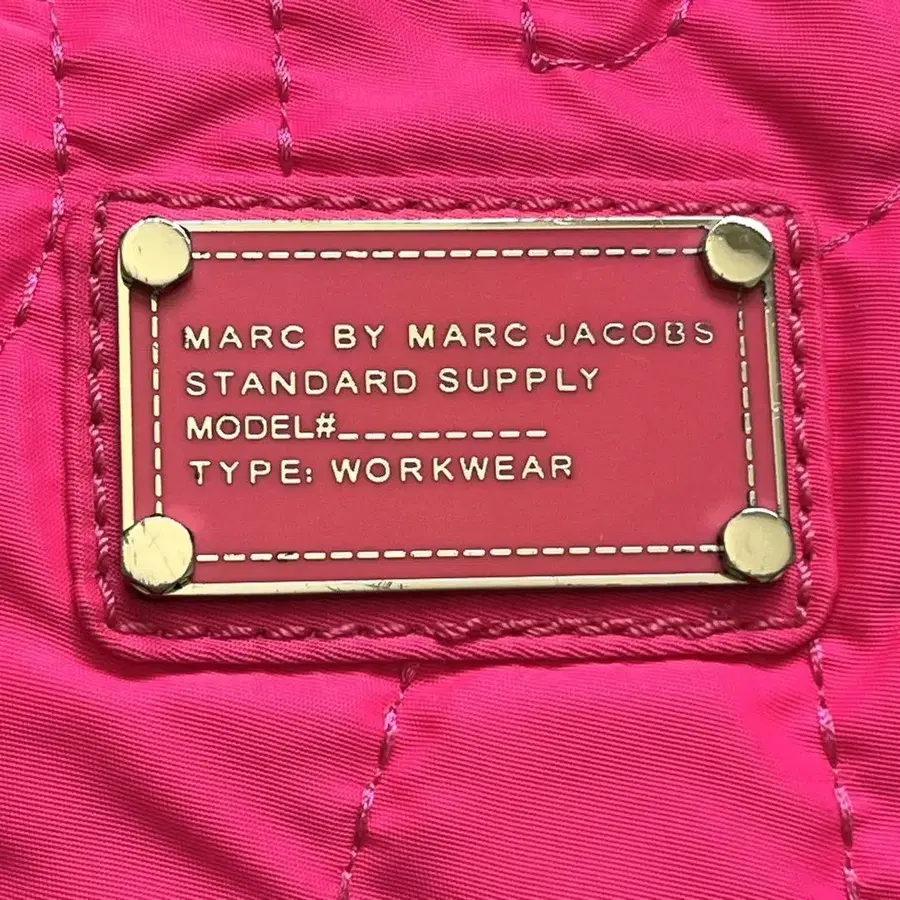 MARC BY MARC JACOBS
STANDARD SUPPLY
MODEL#_________
TYPE: WORKWEAR